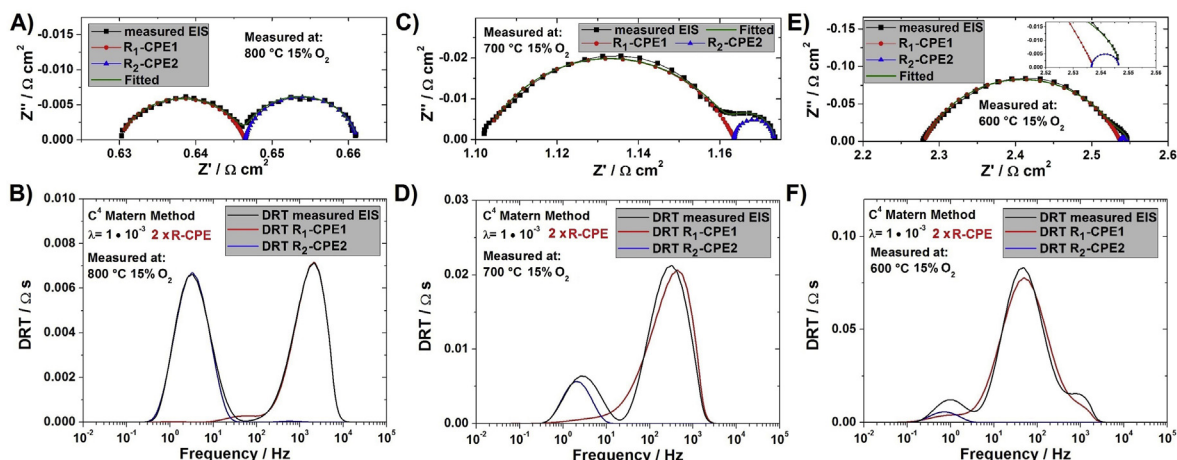 A)
-0.015
-0.010
-0.005
0.000
Z'' / Ω cm²
measured EIS
R₁-CPE1
R₂-CPE2
Fitted
Measured at:
800 °C 15% O₂
0.63 0.64 0.65 0.66
Z' / Ω cm²
C)
-0.03
-0.02
-0.01
0.00
Z'' / Ω cm²
Measured at:
700 °C 15% O₂
measured EIS Fitted
R₁-CPE1 R₂-CPE2
1.10 1.12 1.14 1.16
Z' / Ω cm²
E)
-0.15
-0.10
-0.05
0.00
Z'' / Ω cm²
measured EIS
R₁-CPE1
R₂-CPE2
Fitted
-0.015
-0.010
-0.005
0.000
2.52 2.53 2.54 2.55 2.56
Measured at:
600 °C 15% O₂
2.2 2.3 2.4 2.5 2.6
Z' / Ω cm²
B)
0.010
0.008
0.006
0.004
0.002
0.000
DRT / Ω s
C⁴ Matern Method
λ= 1 • 10⁻³ 2 xR-CPE
Measured at:
800 °C 15% O₂
DRT measured EIS
DRT R₁-CPE1
DRT R₂-CPE2
10⁻² 10⁻¹ 10⁰ 10¹ 10² 10³ 10⁴ 10⁵
Frequency / Hz
D)
0.03
0.02
0.01
0.00
DRT / Ω s
C⁴ Matern Method
λ= 1 • 10⁻³ 2 xR-CPE
Measured at:
700 °C 15% O₂
DRT measured EIS
DRT R₁-CPE1
DRT R₂-CPE2
10⁻² 10⁻¹ 10⁰ 10¹ 10² 10³ 10⁴ 10⁵
Frequency / Hz
F)
0.10
0.05
0.00
DRT / Ω s
C⁴ Matern Method
λ= 1 • 10⁻³ 2 xR-CPE
Measured at:
600 °C 15% O₂
DRT measured EIS
DRT R₁-CPE1
DRT R₂-CPE2
10⁻² 10⁻¹ 10⁰ 10¹ 10² 10³ 10⁴ 10⁵
Frequency / Hz